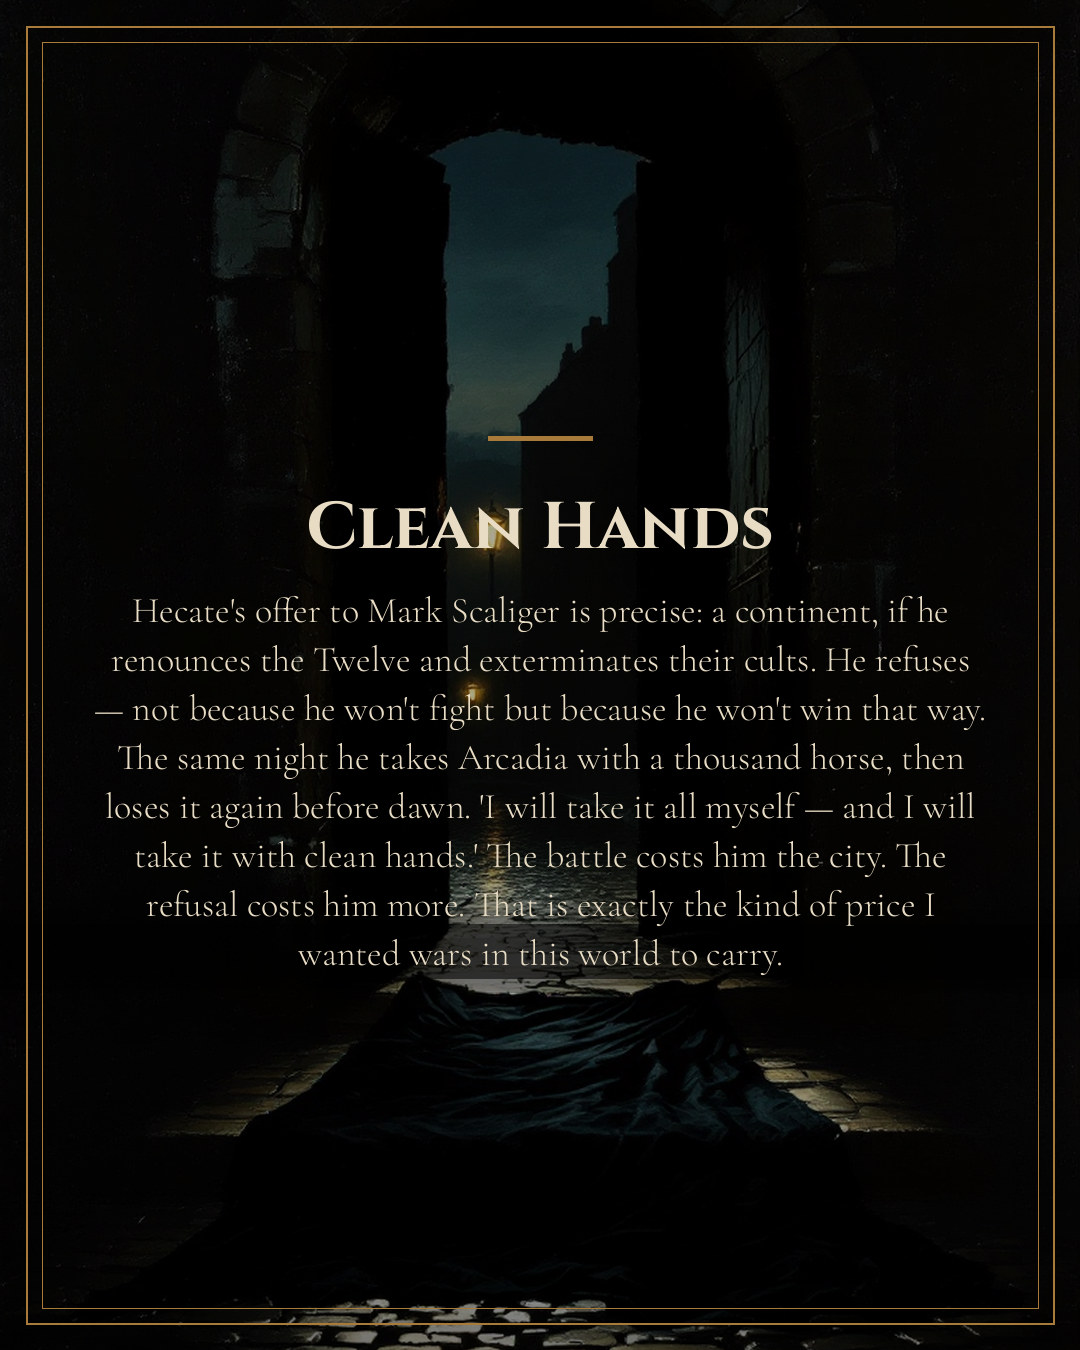 Clean Hands
Hecate's offer to Mark Scaliger is precise: a continent, if he
renounces the Twelve and exterminates their cults. He refuses
— not because he won't fight but because he won't win that way.
The same night he takes Arcadia with a thousand horse, then
loses it again before dawn. 'I will take it all myself — and I will
take it with clean hands.' The battle costs him the city. The
refusal costs him more. That is exactly the kind of price I
wanted wars in this world to carry.